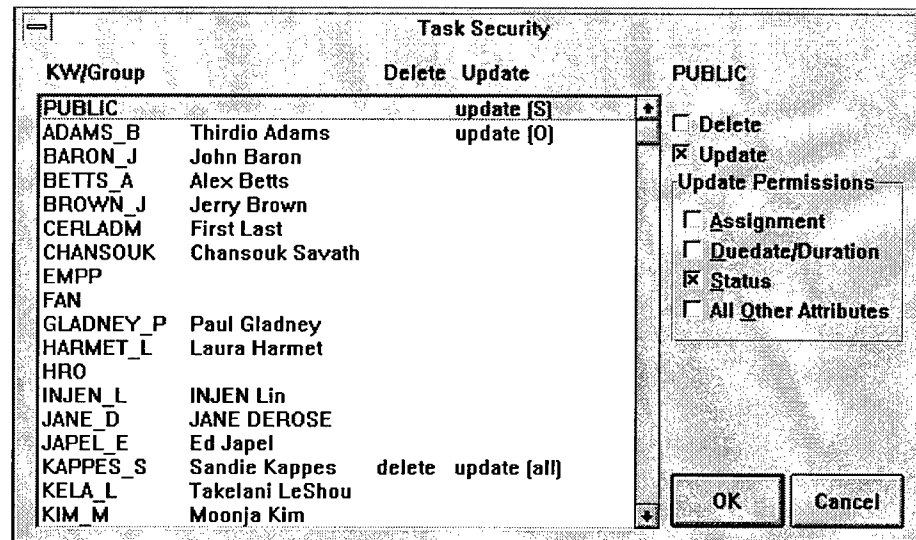 Task Security
KW/Group Delete Update
PUBLIC update (S)
ADAMS_B Thirdio Adams update (O)
BARON_J John Baron
BETTS_A Alex Betts
BROWN_J Jerry Brown
CERLADM First Last
CHANSOUK Chansouk Savath
EMPP
FAN
GLADNEY_P Paul Gladney
HARMET_L Laura Harmet
HRO
INJEN_L INJEN Lin
JANE_D JANE DEROSE
JAPEL_E Ed Japel
KAPPES_S Sandie Kappes delete update (all)
KELA_L Takelani LeShou
KIM_M Moonja Kim
PUBLIC
Delete
Update
Update Permissions
Assignment
Duedate/Duration
Status
All Other Attributes
OK Cancel